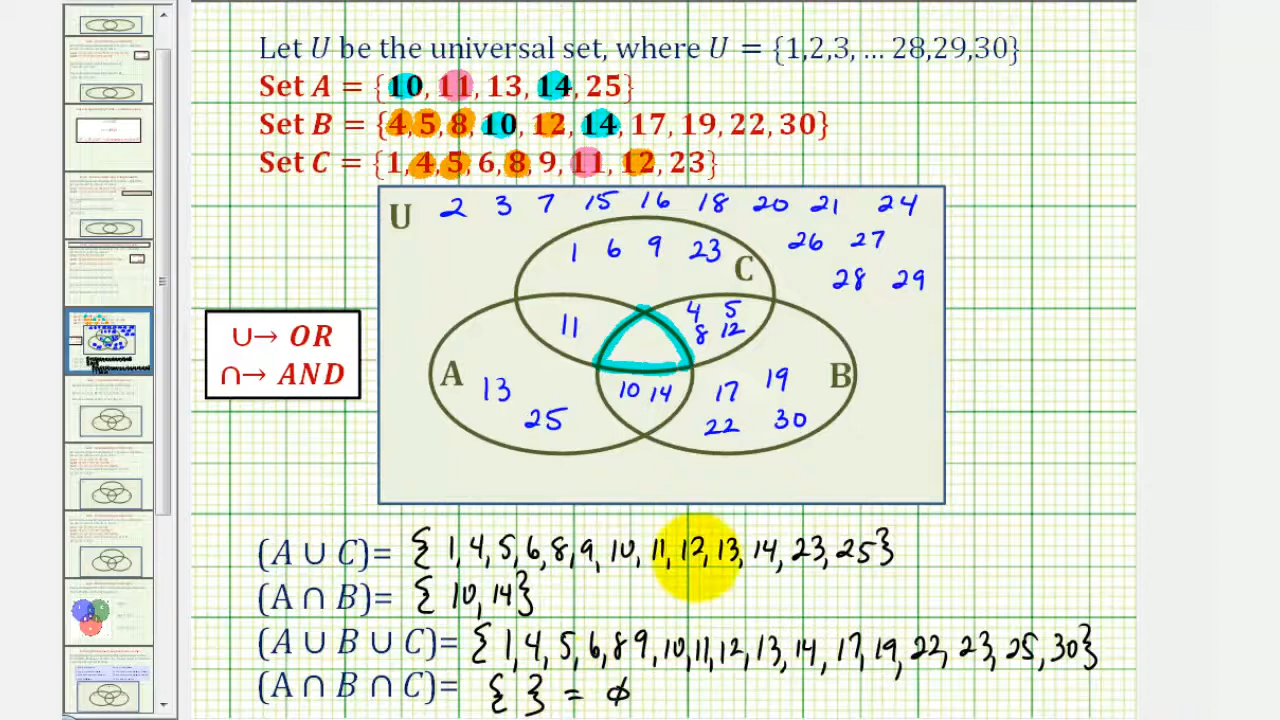 Let U be the universal set, where U = {1,2,3, ... 28,29,30}
Set A = {10, 11, 13, 14, 25}
Set B = {4, 5, 8, 10, 12, 14, 17, 19, 22, 30}
Set C = {1, 4, 5, 6, 8, 9, 11, 12, 23}
U 2 3 7 15 16 18 20 21 24
1 6 9 23 26 27
C
28 29
4 5
11
8 12
∪→ OR
∩→ AND
A B
13 10 14 17 19
25 22 30
(A ∪ C)= { 1, 4, 5, 6, 8, 9, 10, 11, 12, 13, 14, 23, 25}
(A ∩ B)= { 10, 14}
(A ∪ B ∪ C)= { 1, 4, 5, 6, 8 9, 10, 11, 12, 13, 14, 17, 19, 22, 23, 25, 30}
(A ∩ B ∩ C)= { } = ϕ